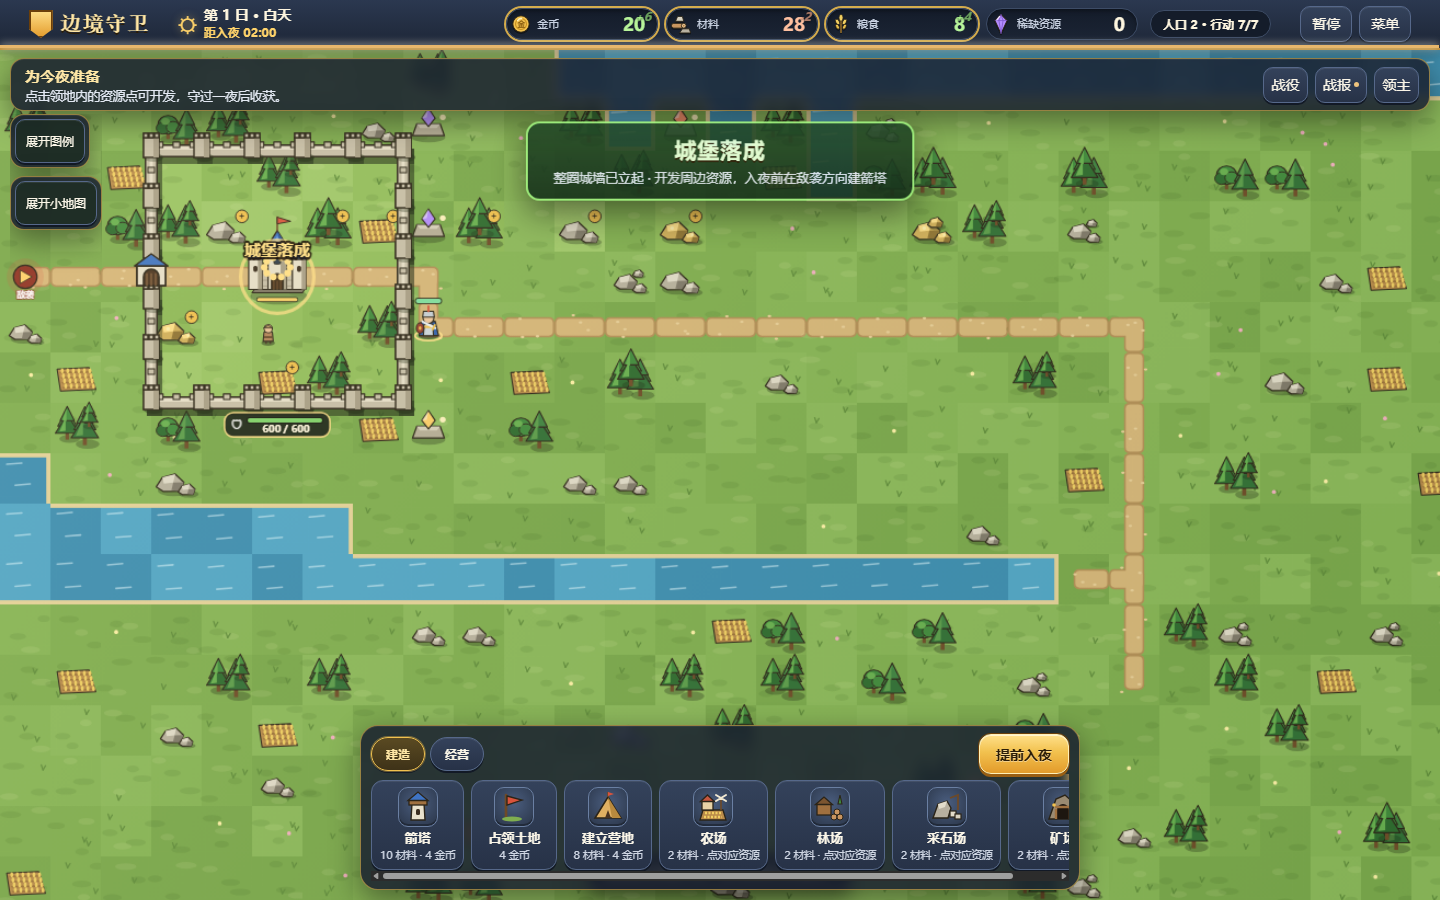 边境守卫
第 1 日 • 白天
距入夜 02:00
金 金币 20
材料 28
粮食 8
稀缺资源 0
人口 2 • 行动 7/7
暂停
菜单
为今夜准备
点击领地内的资源点可开发，守过一夜后收获。
战役
战报
领主
展开图例
展开小地图
城堡落成
整圈城墙已立起 · 开发周边资源，入夜前在敌袭方向建箭塔
城堡落成
敌袭
600 / 600
建造
经营
提前入夜
箭塔
10 材料 · 4 金币
占领土地
4 金币
建立营地
8 材料 · 4 金币
农场
2 材料 · 点对应资源
林场
2 材料 · 点对应资源
采石场
2 材料 · 点对应资源
2 材料 · 点